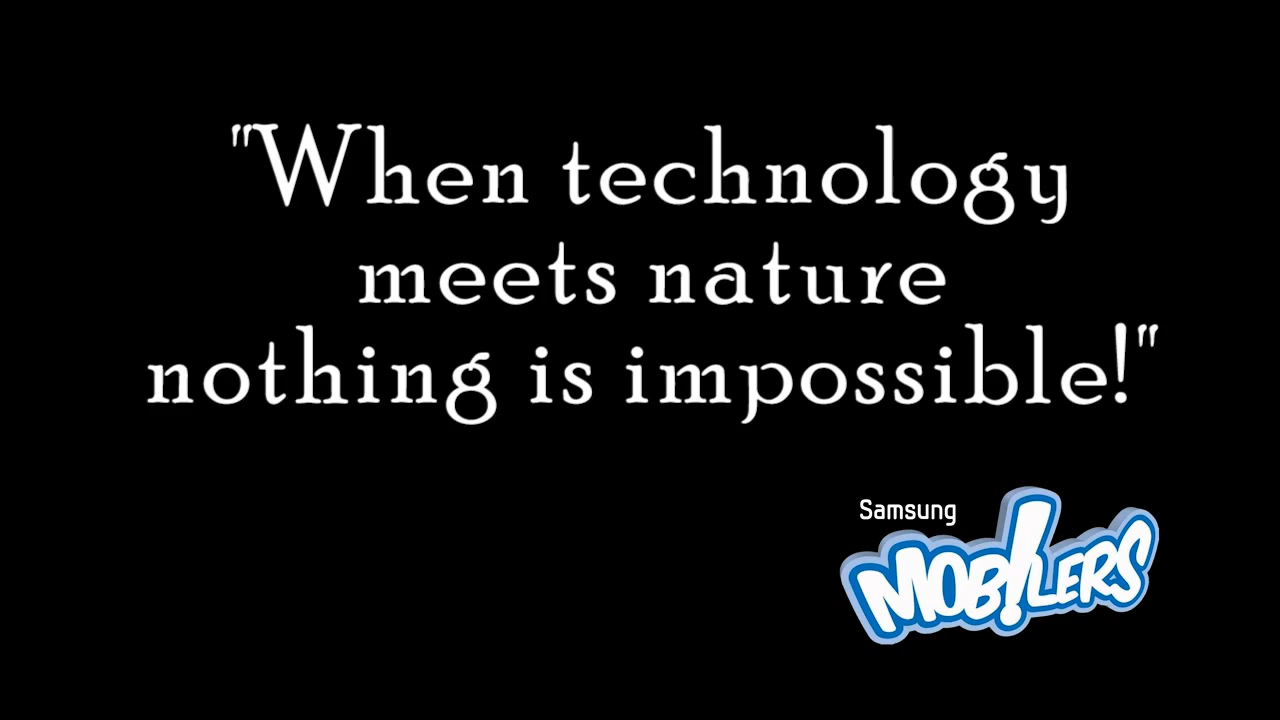 "When technology
meets nature
nothing is impossible!"
Samsung
MOB!LERS